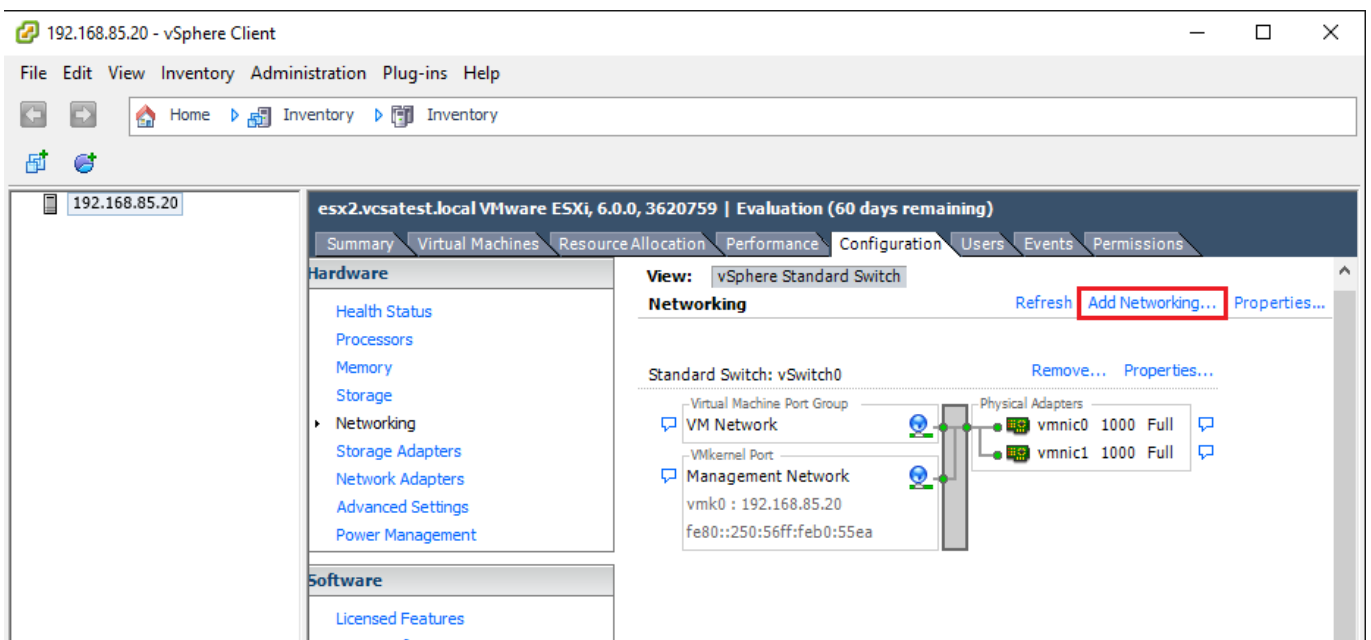 192.168.85.20 - vSphere Client
File Edit View Inventory Administration Plug-ins Help
Home Inventory Inventory
192.168.85.20
esx2.vcsatest.local VMware ESXi, 6.0.0, 3620759 | Evaluation (60 days remaining)
Summary Virtual Machines Resource Allocation Performance Configuration Users Events Permissions
Hardware
Health Status
Processors
Memory
Storage
Networking
Storage Adapters
Network Adapters
Advanced Settings
Power Management
Software
Licensed Features
View: vSphere Standard Switch
Networking Refresh Add Networking... Properties...
Standard Switch: vSwitch0 Remove... Properties...
Virtual Machine Port Group
VM Network
VMkernel Port
Management Network
vmk0 : 192.168.85.20
fe80::250:56ff:feb0:55ea
Physical Adapters
vmnic0 1000 Full
vmnic1 1000 Full